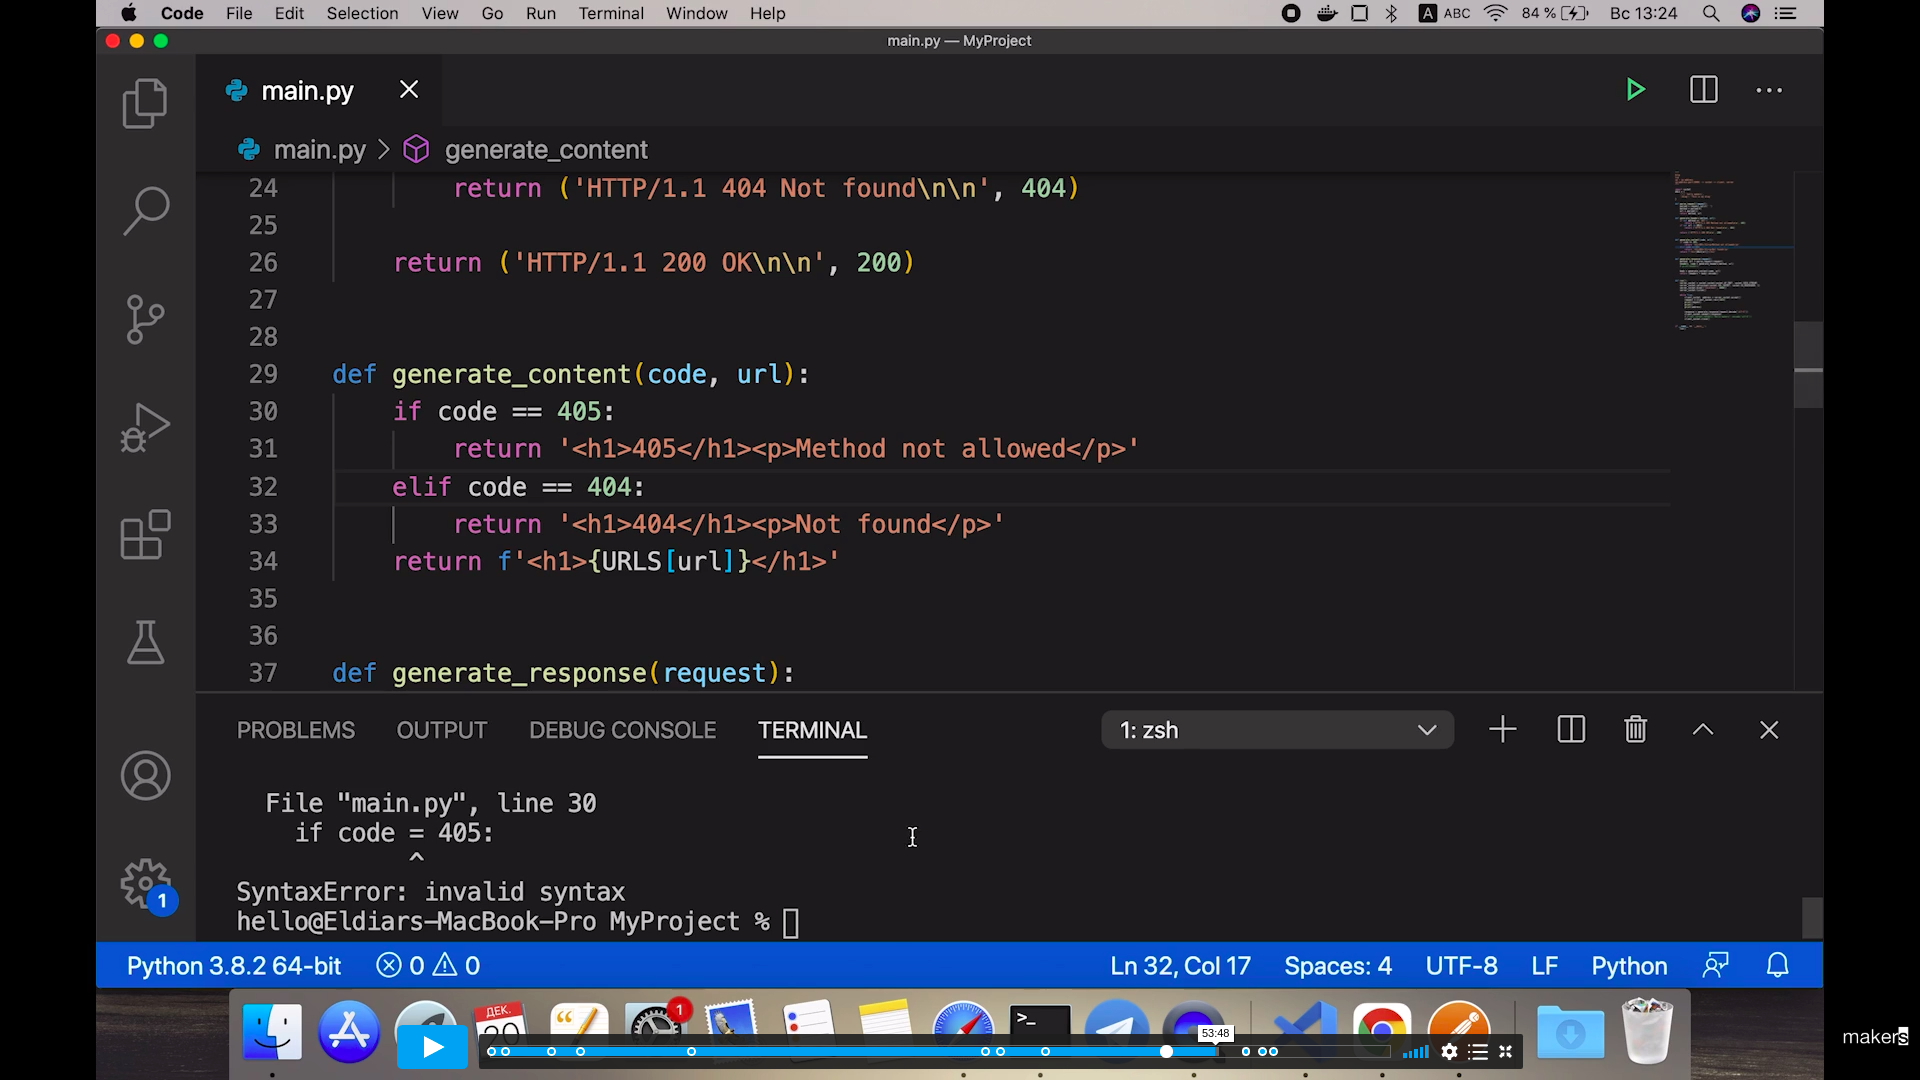 Code File Edit Selection View Go Run Terminal Window Help A ABC 84 % Вс 13:24
main.py — MyProject
main.py
main.py > generate_content
24 return ('HTTP/1.1 404 Not found\n\n', 404)
25
26 return ('HTTP/1.1 200 OK\n\n', 200)
27
28
29 def generate_content(code, url):
30 if code == 405:
31 return '<h1>405</h1><p>Method not allowed</p>'
32 elif code == 404:
33 return '<h1>404</h1><p>Not found</p>'
34 return f'<h1>{URLS[url]}</h1>'
35
36
37 def generate_response(request):
PROBLEMS OUTPUT DEBUG CONSOLE TERMINAL 1: zsh
File "main.py", line 30
if code = 405:
^
SyntaxError: invalid syntax
hello@Eldiars-MacBook-Pro MyProject %
1
Python 3.8.2 64-bit 0 0 Ln 32, Col 17 Spaces: 4 UTF-8 LF Python
ДЕК.
1
>_
53:48
makers